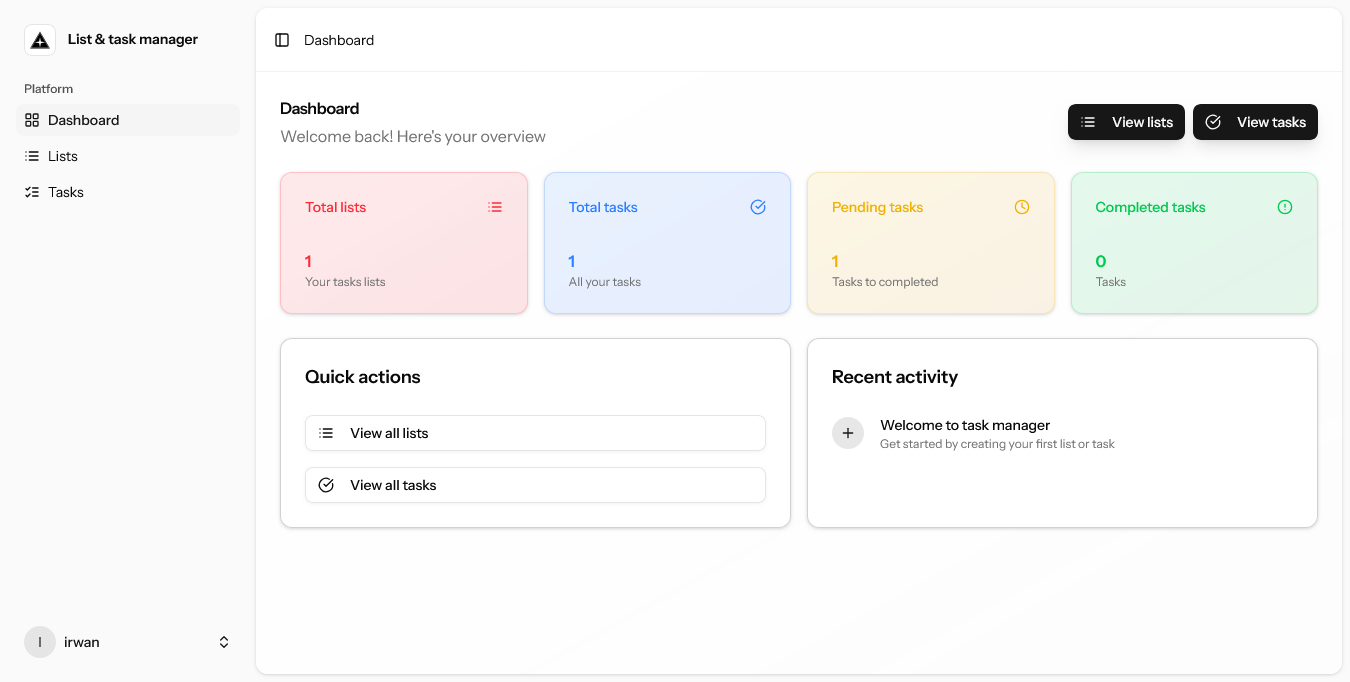 List & task manager
Platform
Dashboard
Lists
Tasks
I
irwan
Dashboard
Dashboard
Welcome back! Here's your overview
View lists
View tasks
Total lists
1
Your tasks lists
Total tasks
1
All your tasks
Pending tasks
1
Tasks to completed
Completed tasks
0
Tasks
Quick actions
View all lists
View all tasks
Recent activity
Welcome to task manager
Get started by creating your first list or task